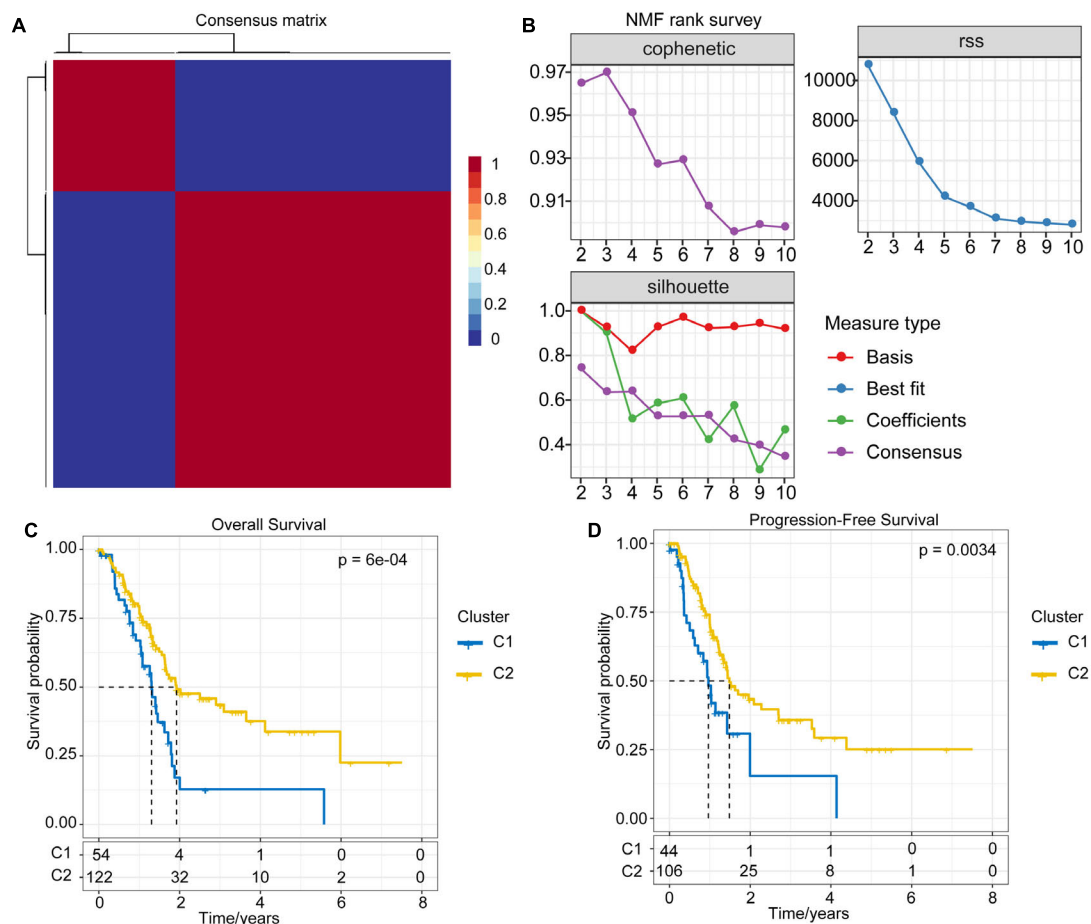 A
Consensus matrix
1
0.8
0.6
0.4
0.2
0
B
NMF rank survey
cophenetic
0.97
0.95
0.93
0.91
2 3 4 5 6 7 8 9 10
rss
10000
8000
6000
4000
2 3 4 5 6 7 8 9 10
silhouette
1.0
0.8
0.6
0.4
2 3 4 5 6 7 8 9 10
Measure type
Basis
Best fit
Coefficients
Consensus
C
Overall Survival
p = 6e-04
Survival probability
1.00
0.75
0.50
0.25
0.00
Cluster
C1
C2
C1 54 4 1 0 0
C2 122 32 10 2 0
0 2 4 6 8
Time/years
D
Progression-Free Survival
p = 0.0034
Survival probability
1.00
0.75
0.50
0.25
0.00
Cluster
C1
C2
C1 44 1 1 0 0
C2 106 25 8 1 0
0 2 4 6 8
Time/years